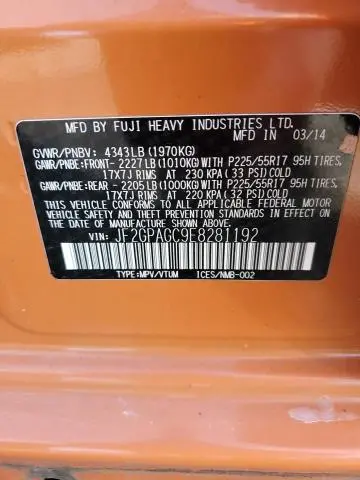 MFD. BY FUJI HEAVY INDUSTRIES LTD.
MFD. IN 03/14
GVWR/PNBV: 4343LB (1970KG)
GAWR/PNBE:FRONT- 2227LB(1010KG)WITH P225/55R17 95H TIRES,
17X7J RIMS AT 230 KPA( 33 PSI)COLD
GAWR/PNBE:REAR - 2205LB(1000KG)WITH P225/55R17 95H TIRES,
17X7J RIMS AT 220 KPA( 32 PSI)COLD
THIS VEHICLE CONFORMS TO ALL APPLICABLE FEDERAL MOTOR
VEHICLE SAFETY AND THEFT PREVENTION STANDARDS IN EFFECT ON
THE DATE OF MANUFACTURE SHOWN ABOVE.
VIN: JF2GPAGC9E8281192
TYPE:MPV/VTUM ICES/NMB-002